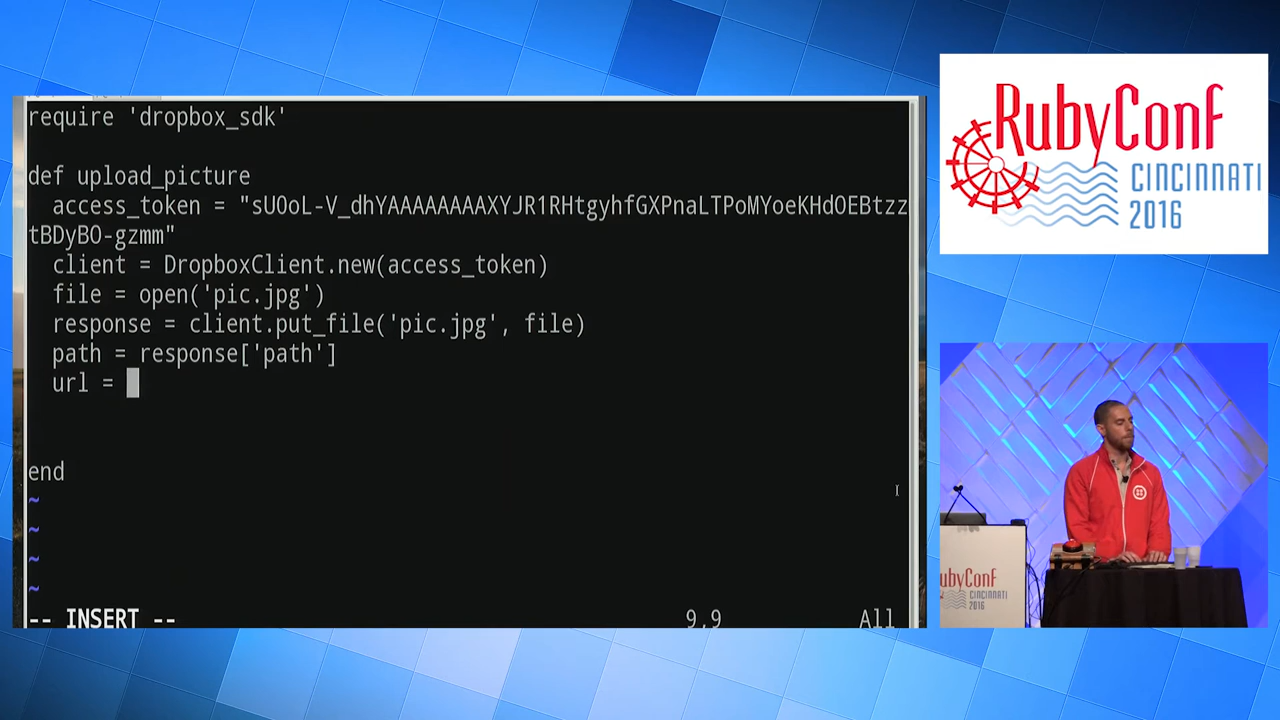 require 'dropbox_sdk'
def upload_picture
access_token = "sUOoL-V_dhYAAAAAAAAXYJR1RHtgyhfGXPnaLTPoMYoeKHdOEBtzz
tBDyBO-gzmm"
client = DropboxClient.new(access_token)
file = open('pic.jpg')
response = client.put_file('pic.jpg', file)
path = response['path']
url =
end
~
~
~
~
-- INSERT --
9,9
All
RubyConf
CINCINNATI
2016
RubyConf
CINCINNATI
2016